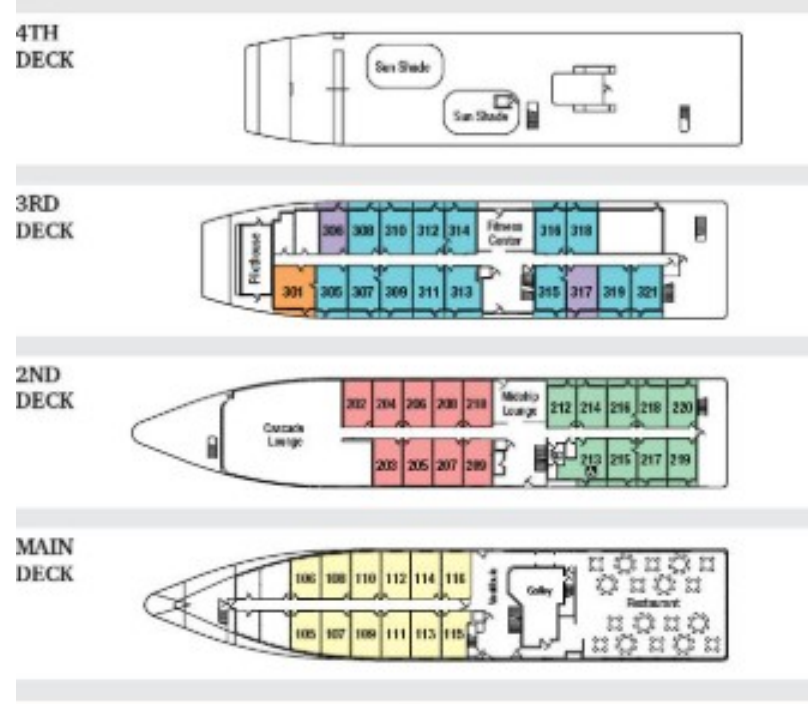 4TH
DECK
Sun Shade
Sun Shade
3RD
DECK
306 308 310 312 314
Fitness
Center
316 318
Pilothouse
301 305 307 309 311 313
315 317 319 321
2ND
DECK
202 204 206 208 210
Midship
Lounge
212 214 216 218 220
Cascade
Lounge
203 205 207 209
213 215 217 219
MAIN
DECK
106 108 110 112 114 116
Galley
Restaurant
105 107 109 111 113 115